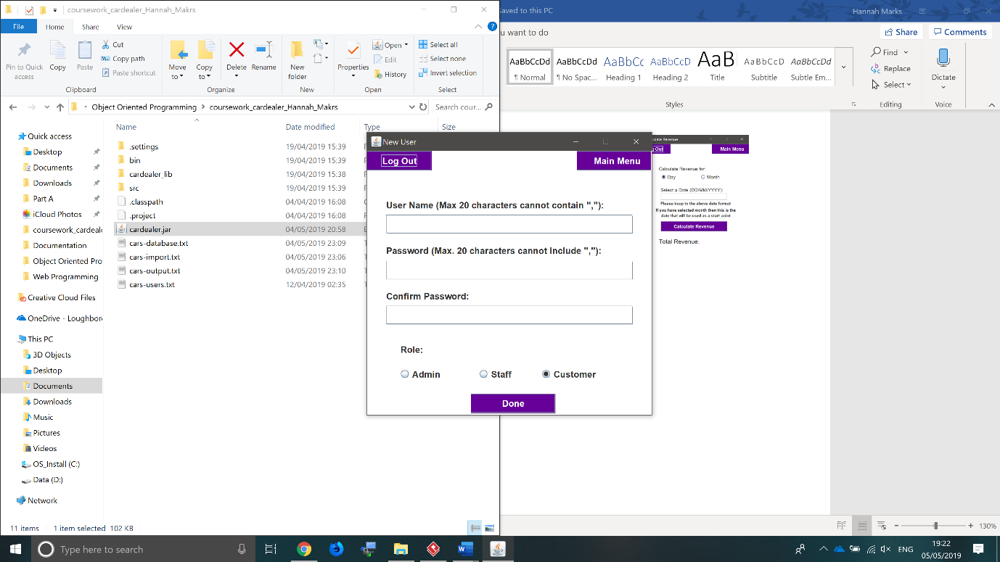 coursework_cardealer_Hannah_Makrs
File
Home
Share
View
Pin to Quick access
Copy
Paste
Cut
Copy path
Paste shortcut
Clipboard
Move to
Copy to
Delete
Rename
Organize
New folder
New
Properties
Open
Edit
History
Open
Select all
Select none
Invert selection
Select
Object Oriented Programming > coursework_cardealer_Hannah_Makrs
Search cour...
Name
Date modified
Type
Size
Quick access
Desktop
Documents
Downloads
Part A
iCloud Photos
coursework_cardeale
Documentation
Object Oriented Pro
Web Programming
Creative Cloud Files
OneDrive - Loughbor
This PC
3D Objects
Desktop
Documents
Downloads
Music
Pictures
Videos
OS_Install (C:)
Data (D:)
Network
.settings 19/04/2019 15:39
bin 19/04/2019 15:39
cardealer_lib 19/04/2019 15:38
src 19/04/2019 15:39
.classpath 04/04/2019 16:08
.project 04/04/2019 16:08
cardealer.jar 04/05/2019 20:58
cars-database.txt 04/05/2019 23:09
cars-import.txt 04/05/2019 23:06
cars-output.txt 04/05/2019 23:10
cars-users.txt 12/04/2019 02:35
11 items 1 item selected 102 KB
New User
Log Out
Main Menu
User Name (Max 20 characters cannot contain ","):
Password (Max. 20 characters cannot include ","):
Confirm Password:
Role:
Admin
Staff
Customer
Done
Saved to this PC
Hannah Marks
u want to do
Share
Comments
AaBbCcDd
¶ Normal
AaBbCcDd
¶ No Spac...
AaBbCc
Heading 1
AaBbCcD
Heading 2
AaB
Title
AaBbCcD
Subtitle
AaBbCcDd
Subtle Em...
Styles
Find
Replace
Select
Editing
Dictate
Voice
culate Revenue
g Out
Main Menu
Calculate Revenue for:
Day
Month
Select a Date (DD/MM/YYYY):
Please keep to the above date format
If you have selected month then this is the
date that will be used as a start point
Calculate Revenue
Total Revenue:
130%
Type here to search
ENG
19:22
05/05/2019